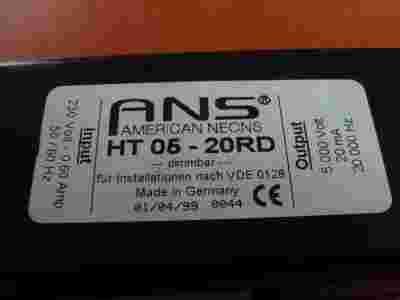 Input
230 Volt - 0 60 Amp
50 / 60 Hz
ANS®
AMERICAN NEONS
HT 05 - 20RD
--- dimmbar ---
für Installationen nach VDE 0128
Made in Germany
01/04/99 0044 CE
Output
5 000 Volt
20 mA
20 000 Hz